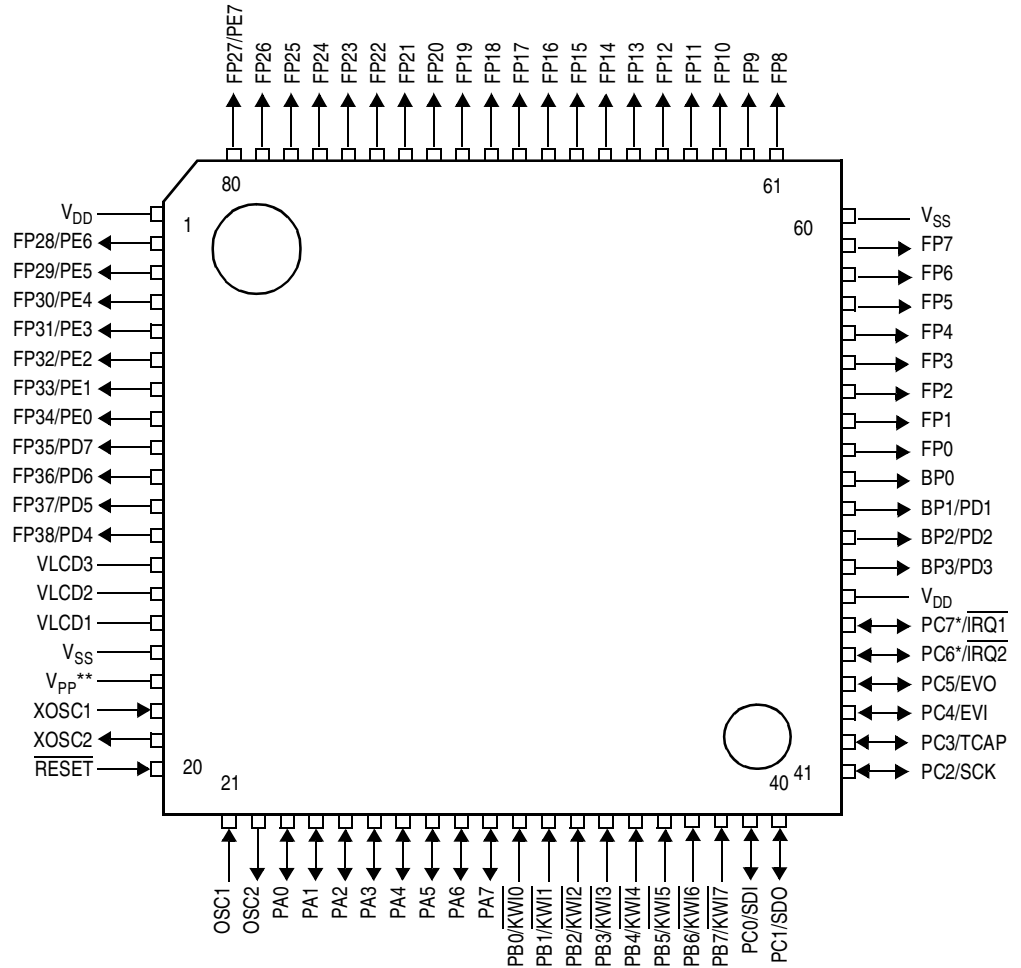 FP27/PE7
FP26
FP25
FP24
FP23
FP22
FP21
FP20
FP19
FP18
FP17
FP16
FP15
FP14
FP13
FP12
FP11
FP10
FP9
FP8
80
61
1
60
VDD
FP28/PE6
FP29/PE5
FP30/PE4
FP31/PE3
FP32/PE2
FP33/PE1
FP34/PE0
FP35/PD7
FP36/PD6
FP37/PD5
FP38/PD4
VLCD3
VLCD2
VLCD1
VSS
VPP**
XOSC1
XOSC2
RESET
VSS
FP7
FP6
FP5
FP4
FP3
FP2
FP1
FP0
BP0
BP1/PD1
BP2/PD2
BP3/PD3
VDD
PC7*/IRQ1
PC6*/IRQ2
PC5/EVO
PC4/EVI
PC3/TCAP
PC2/SCK
20
21
40
41
OSC1
OSC2
PA0
PA1
PA2
PA3
PA4
PA5
PA6
PA7
PB0/KWI0
PB1/KWI1
PB2/KWI2
PB3/KWI3
PB4/KWI4
PB5/KWI5
PB6/KWI6
PB7/KWI7
PC0/SDI
PC1/SDO